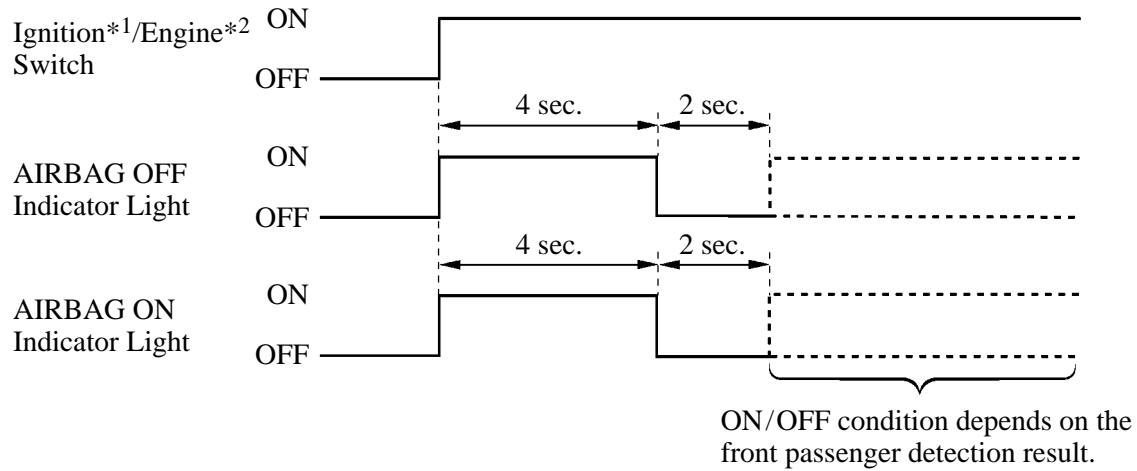 Ignition*1/Engine*2
Switch
ON
OFF
4 sec.
2 sec.
AIRBAG OFF
Indicator Light
ON
OFF
4 sec.
2 sec.
AIRBAG ON
Indicator Light
ON
OFF
ON/OFF condition depends on the
front passenger detection result.